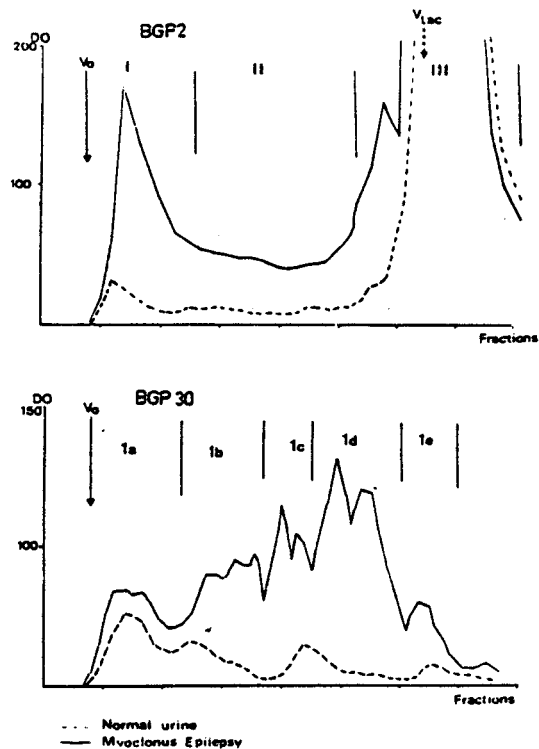 BGP2
DO
200
Vo
I
II
VLac
III
100
Fractions
BGP 30
DO
150
Vo
1a
1b
1c
1d
1e
100
Fractions
Normal urine
Myoclonus Epilepsy